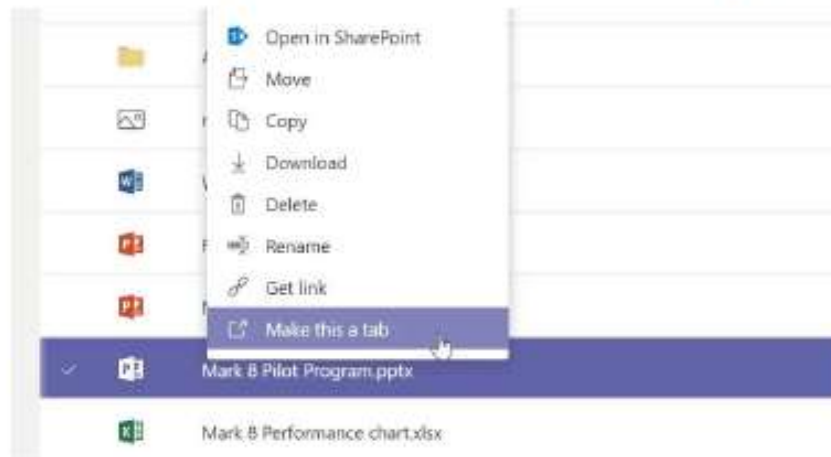 Open in SharePoint
Move
Copy
Download
Delete
Rename
Get link
Make this a tab
Mark 8 Pilot Program.pptx
Mark 8 Performance chart.xlsx